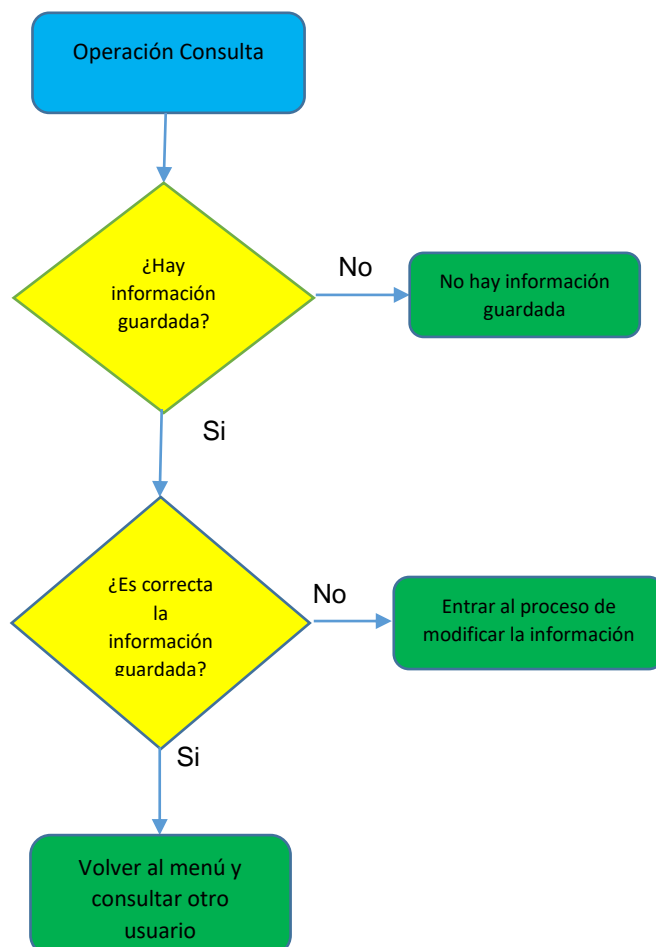 Operación Consulta
¿Hay
información
guardada?
No
No hay información
guardada
Si
¿Es correcta
la
información
guardada?
No
Entrar al proceso de
modificar la información
Si
Volver al menú y
consultar otro
usuario